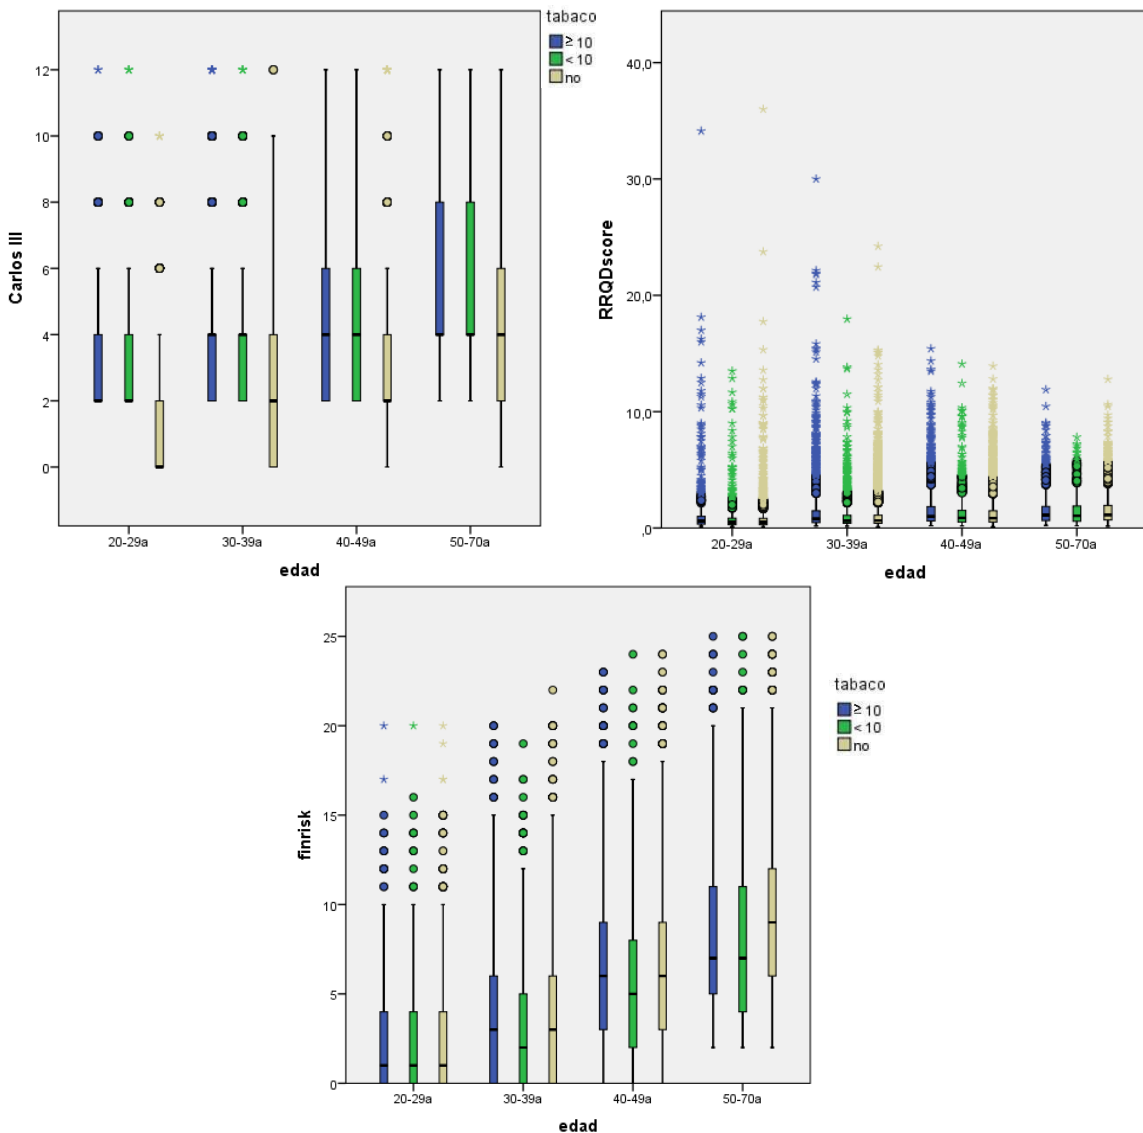 tabaco
≥ 10
< 10
no
Carlos III
12
10
8
6
4
2
0
20-29a
30-39a
40-49a
50-70a
edad
RRQDscore
40,0
30,0
20,0
10,0
,0
20-29a
30-39a
40-49a
50-70a
edad
finrisk
25
20
15
10
5
0
20-29a
30-39a
40-49a
50-70a
edad
tabaco
≥ 10
< 10
no